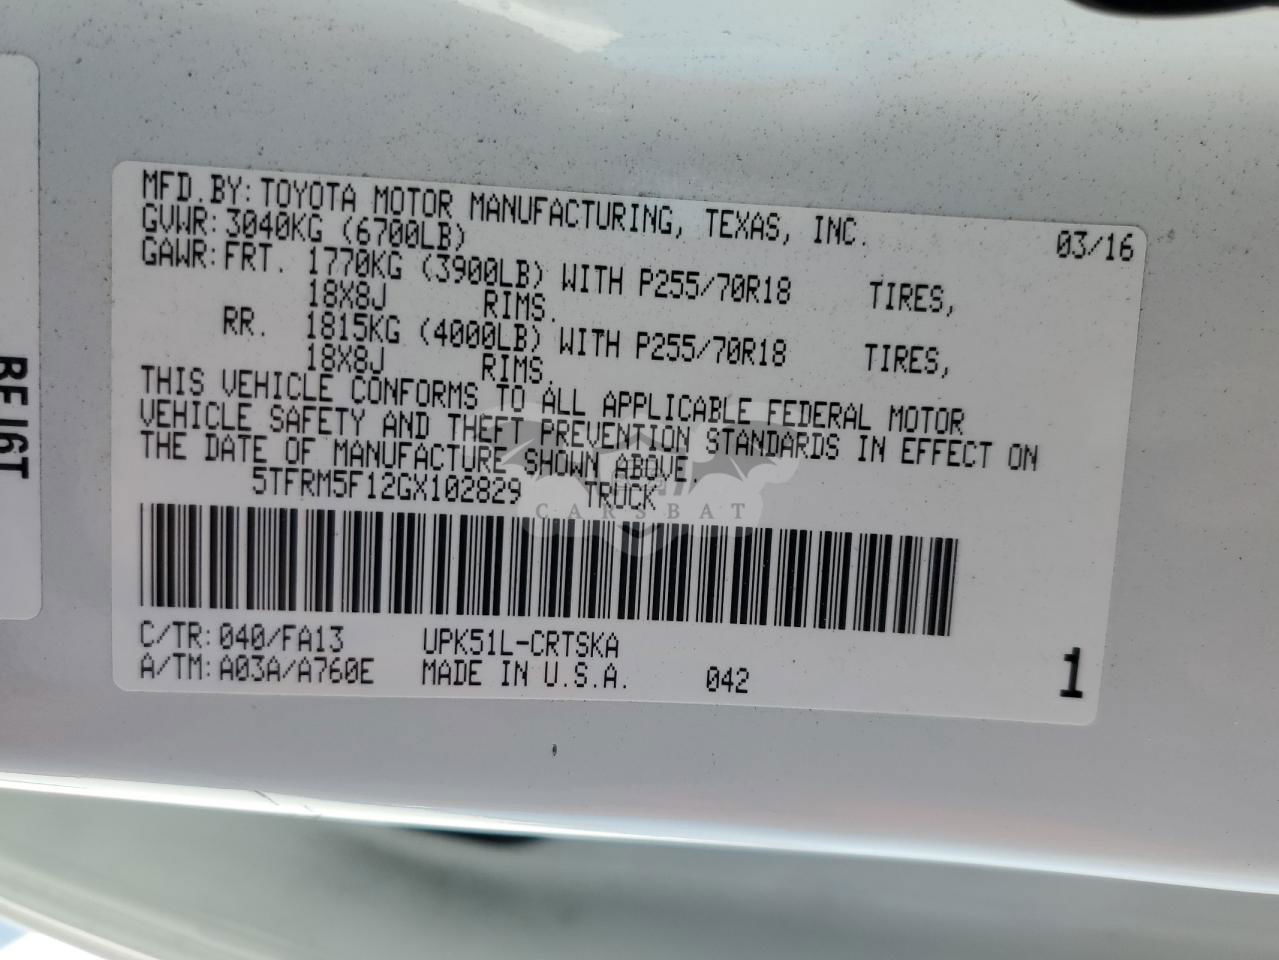 MFD.BY: TOYOTA MOTOR MANUFACTURING, TEXAS, INC. 03/16
GVWR: 3040KG (6700LB)
GAWR: FRT. 1770KG (3900LB) WITH P255/70R18 TIRES,
18X8J RIMS.
RR. 1815KG (4000LB) WITH P255/70R18 TIRES,
18X8J RIMS.
THIS VEHICLE CONFORMS TO ALL APPLICABLE FEDERAL MOTOR
VEHICLE SAFETY AND THEFT PREVENTION STANDARDS IN EFFECT ON
THE DATE OF MANUFACTURE SHOWN ABOVE.
5TFRM5F12GX102829 TRUCK
CARSBAT
C/TR: 040/FA13 UPK51L-CRTSKA
A/TM: A03A/A760E MADE IN U.S.A. 042 1